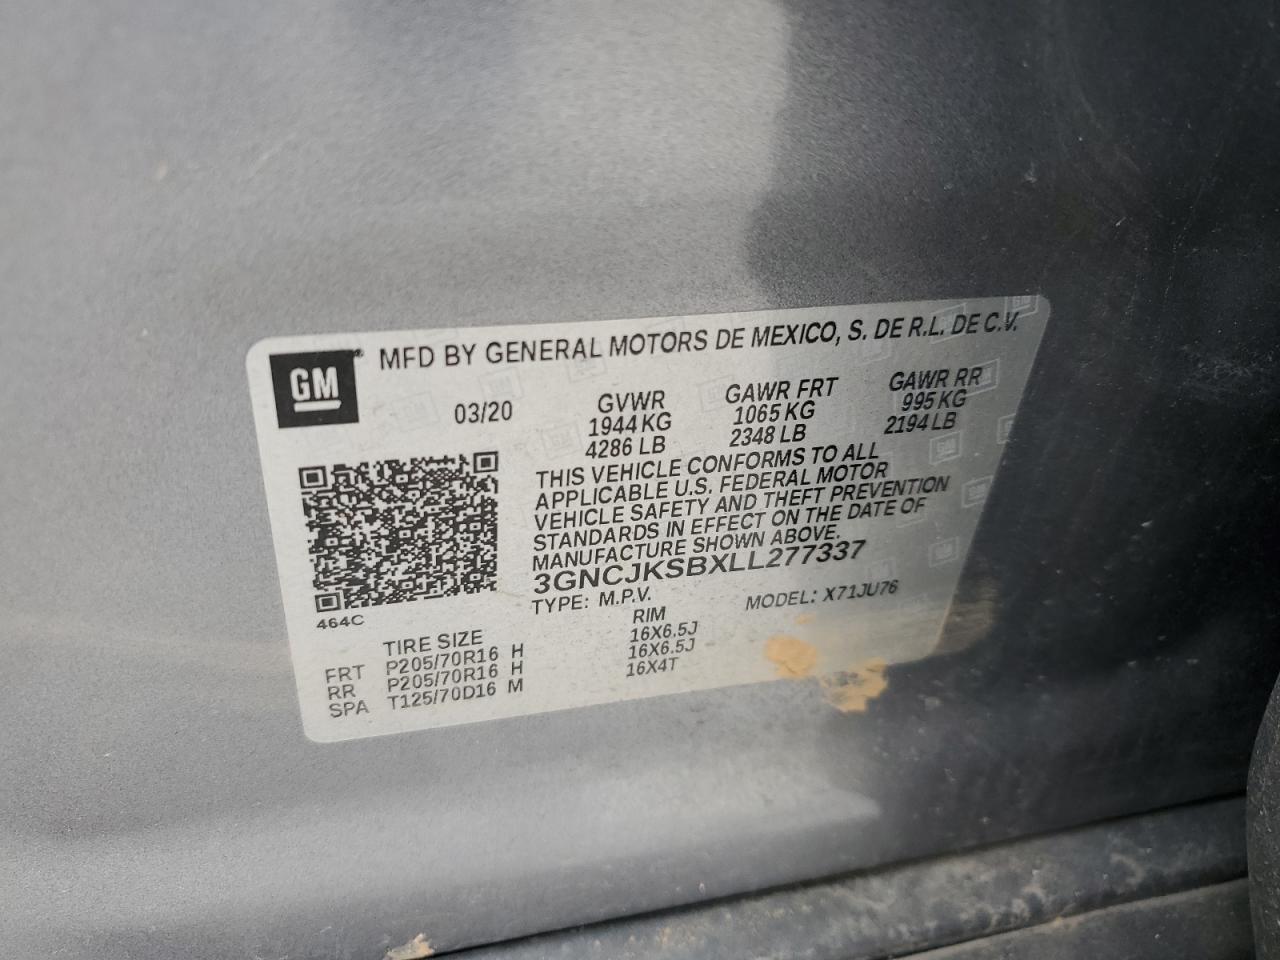 GM
MFD BY GENERAL MOTORS DE MEXICO, S. DE R.L. DE C.V.
03/20
GVWR
1944 KG
4286 LB
GAWR FRT
1065 KG
2348 LB
GAWR RR
995 KG
2194 LB
THIS VEHICLE CONFORMS TO ALL
APPLICABLE U.S. FEDERAL MOTOR
VEHICLE SAFETY AND THEFT PREVENTION
STANDARDS IN EFFECT ON THE DATE OF
MANUFACTURE SHOWN ABOVE.
3GNCJKSBXLL277337
TYPE: M.P.V.
MODEL: X71JU76
464C
TIRE SIZE RIM
FRT P205/70R16 H 16X6.5J
RR P205/70R16 H 16X6.5J
SPA T125/70D16 M 16X4T